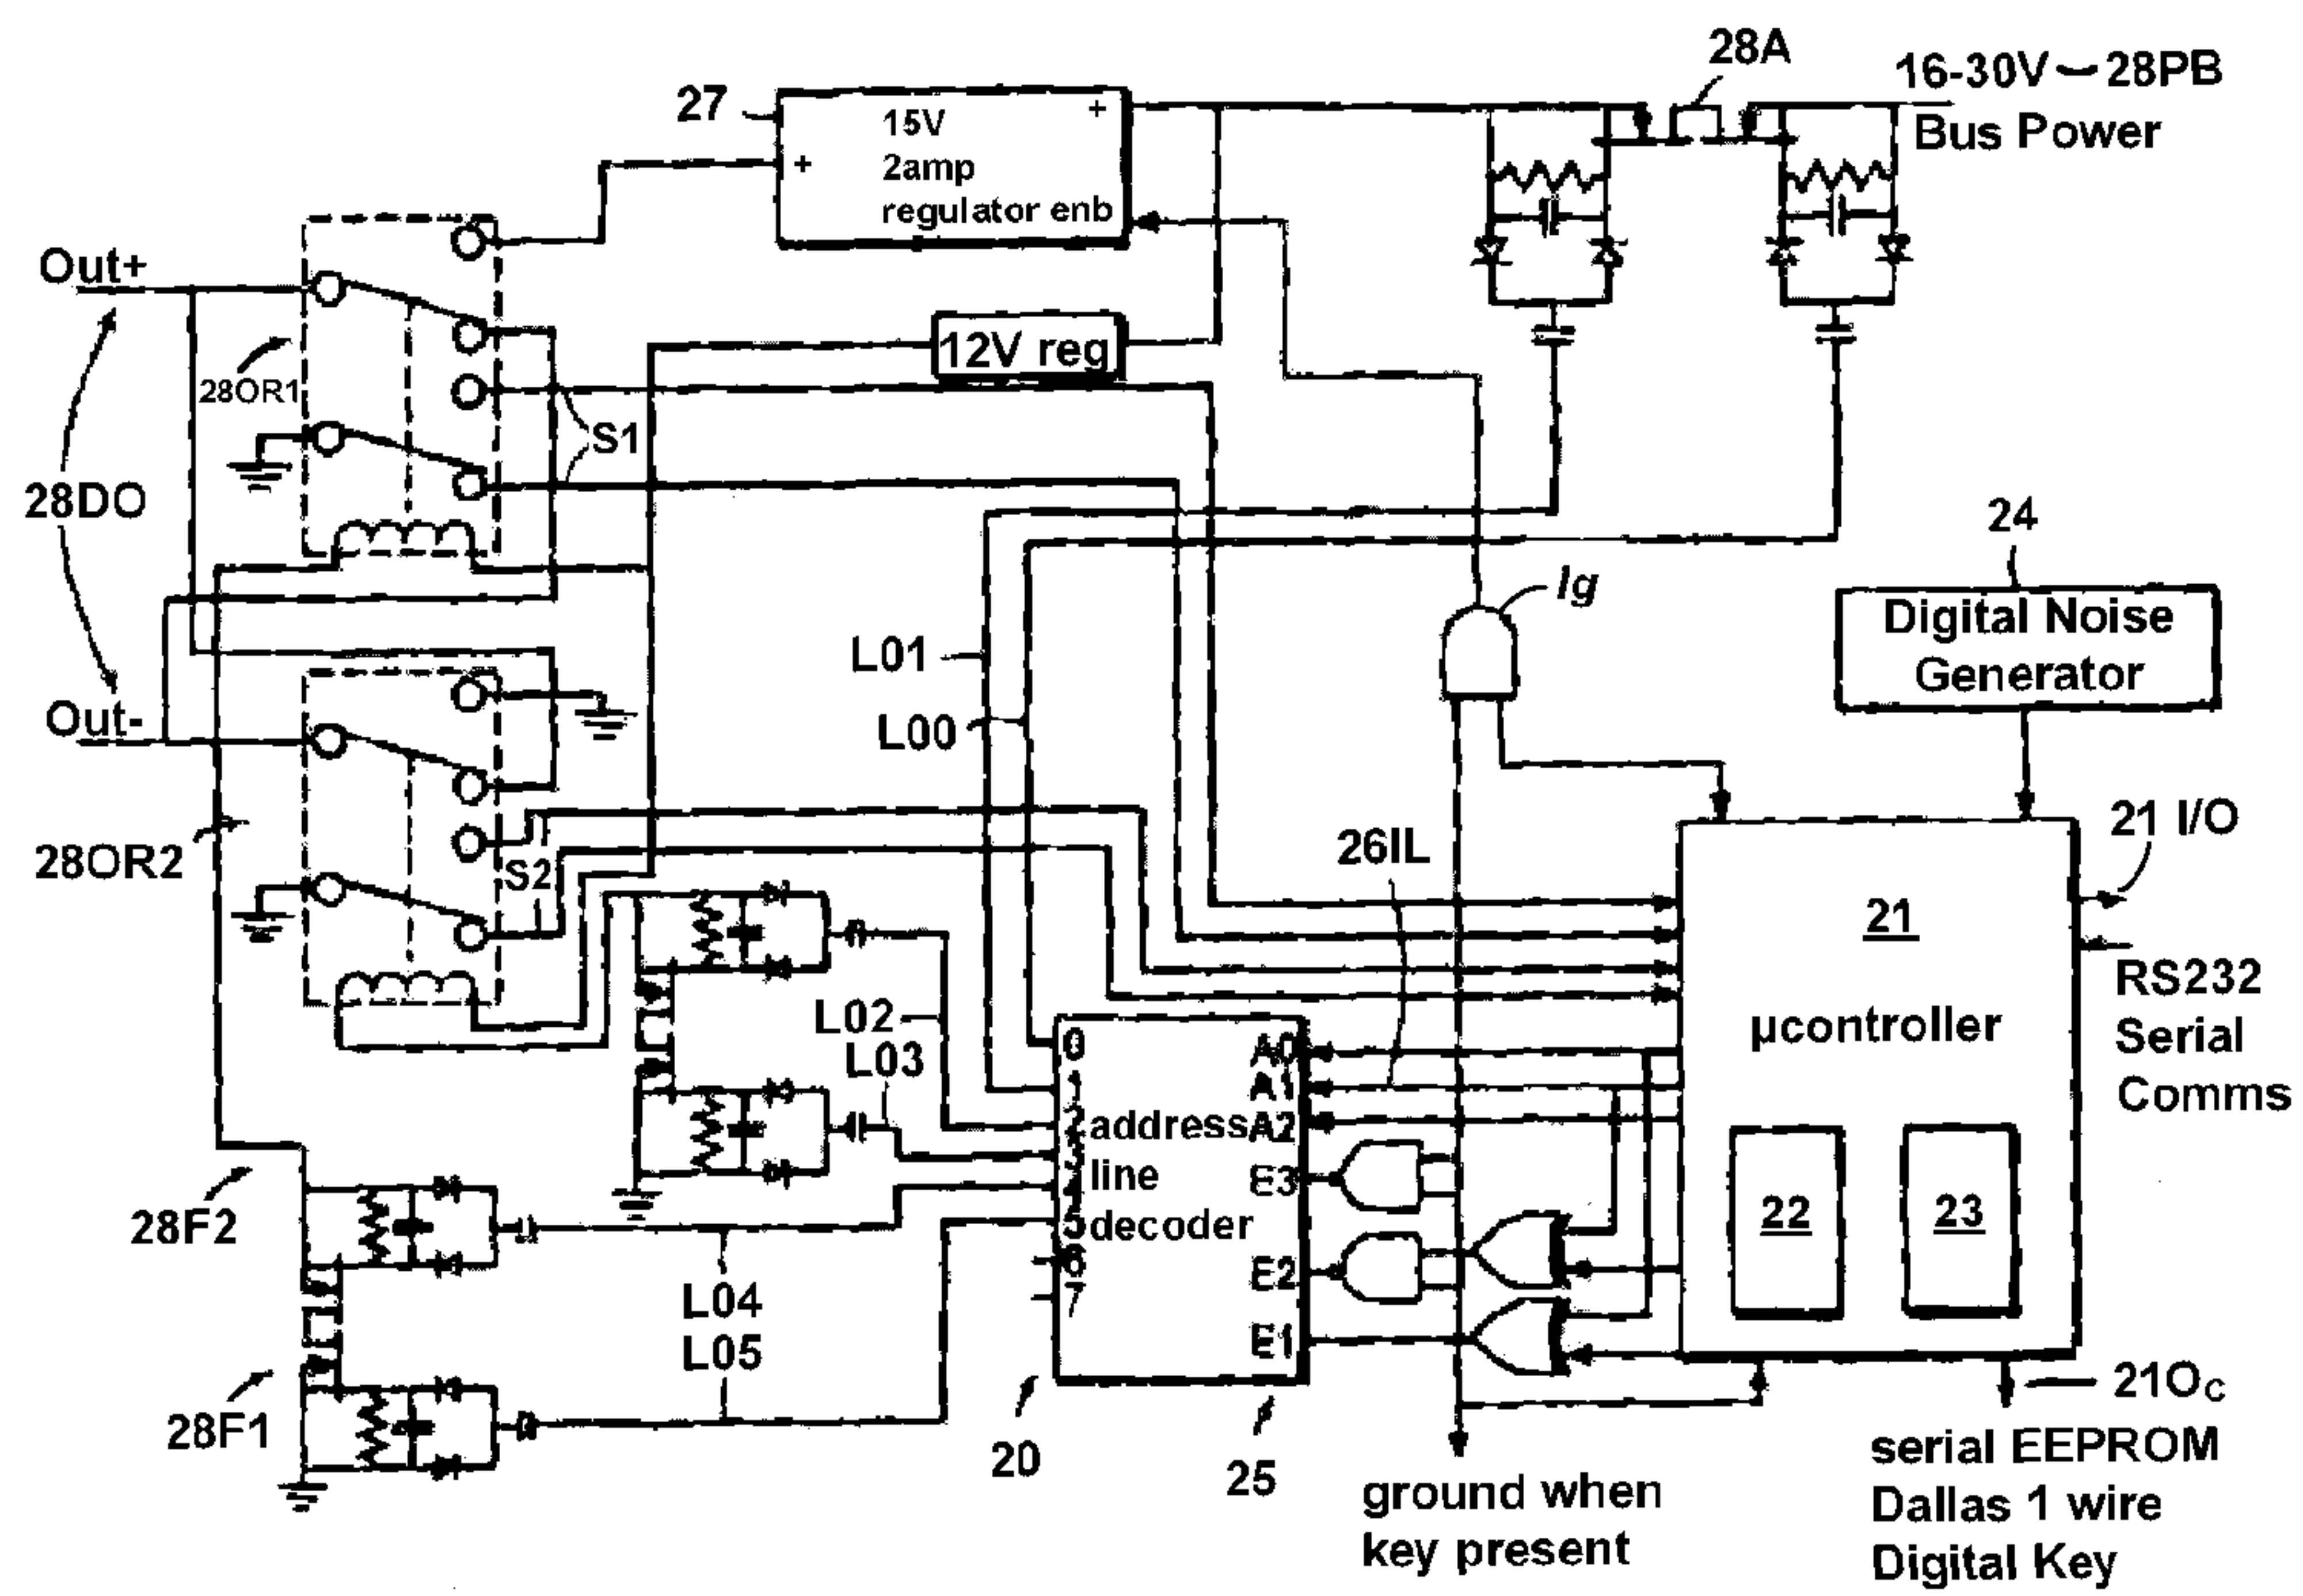 28A
16-30V 28PB
Bus Power
27
+
15V
+
2amp
regulator enb
Out+
12V reg
28OR1
S1
28DO
24
Ig
Digital Noise
Generator
L01
L00
Out-
21 I/O
26IL
28OR2
S2
21
RS232
Serial
Comms
µcontroller
L02
L03
0
A0
1
A1
2
address
A2
3
line
E3
4
5
decoder
6
E2
7
E1
22
23
28F2
L04
L05
28F1
20
25
21OC
ground when
key present
serial EEPROM
Dallas 1 wire
Digital Key